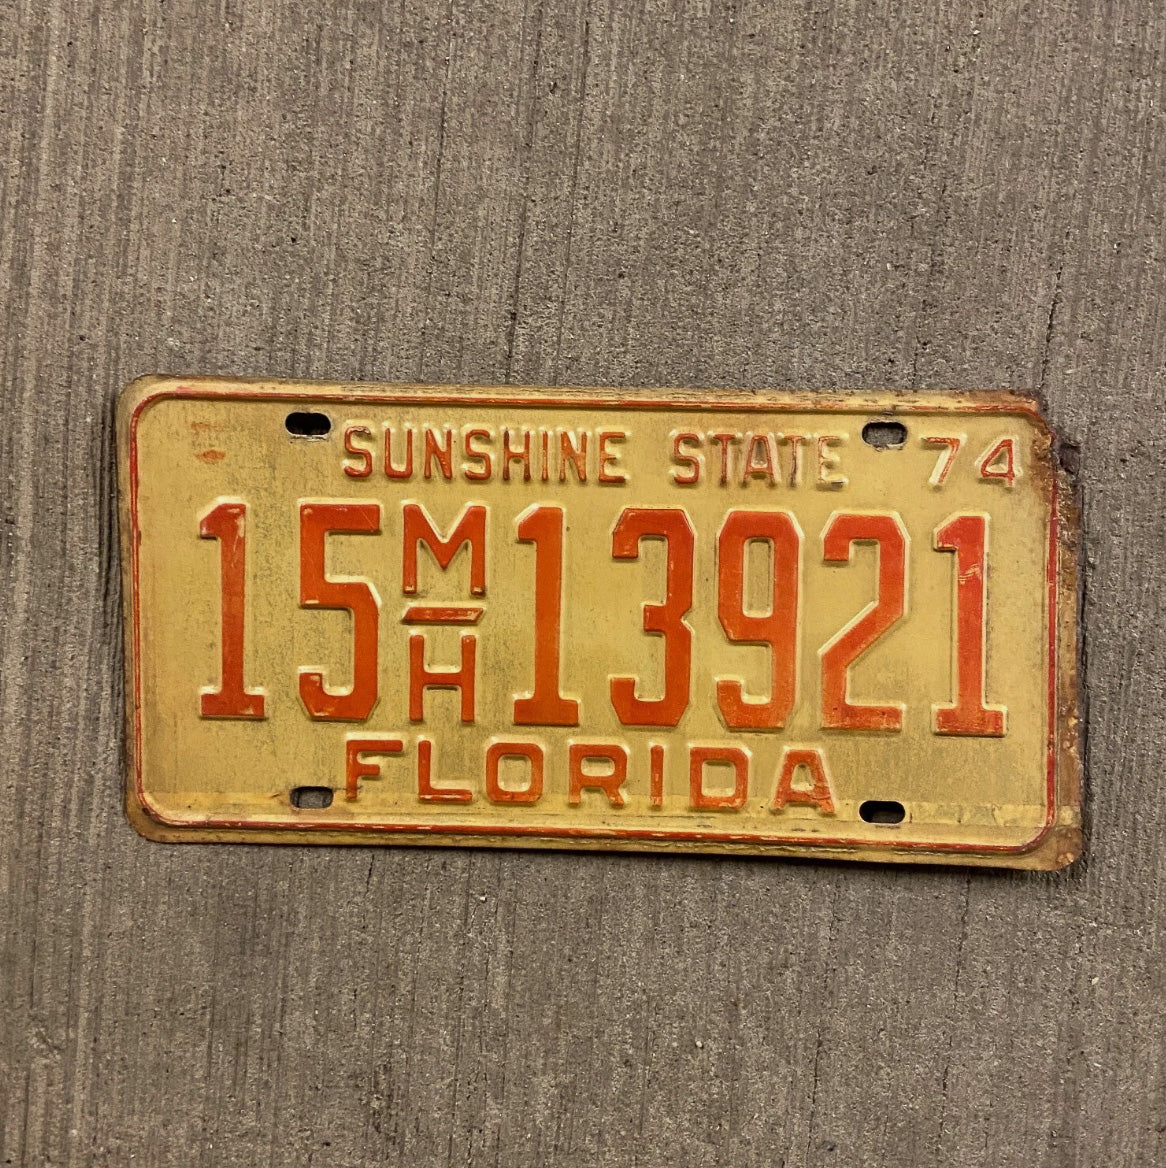 SUNSHINE STATE 74
15 M/H 13921
FLORIDA